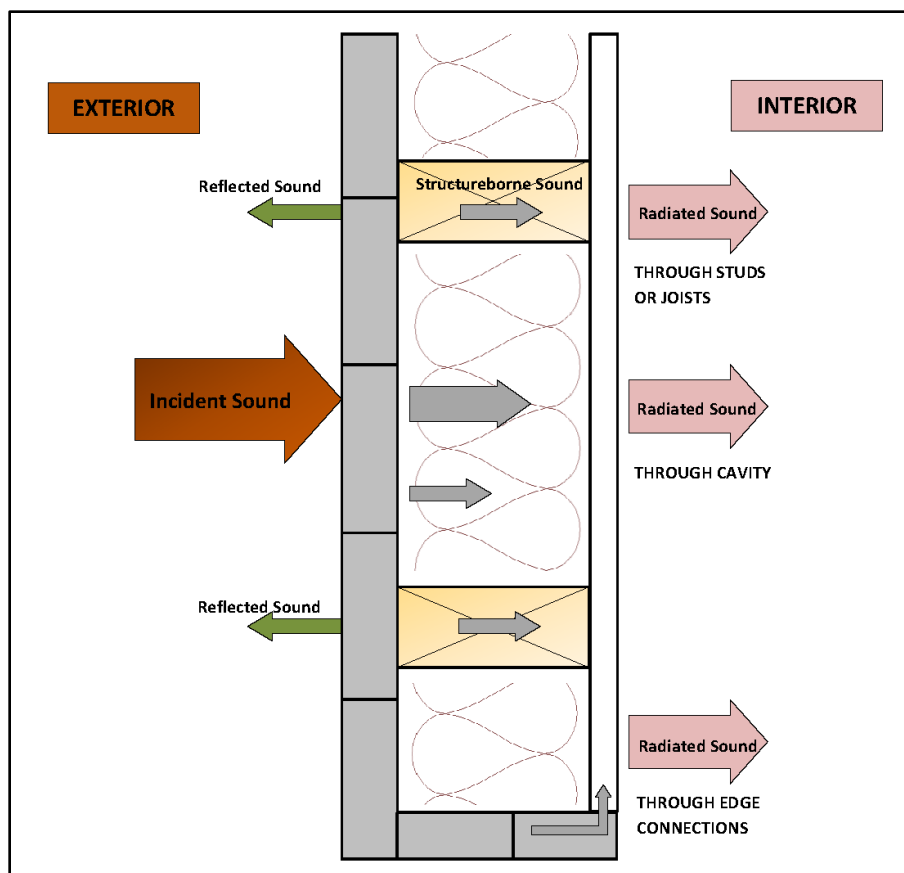 EXTERIOR
INTERIOR
Reflected Sound
Structureborne Sound
Radiated Sound
THROUGH STUDS
OR JOISTS
Incident Sound
Radiated Sound
THROUGH CAVITY
Reflected Sound
Radiated Sound
THROUGH EDGE
CONNECTIONS